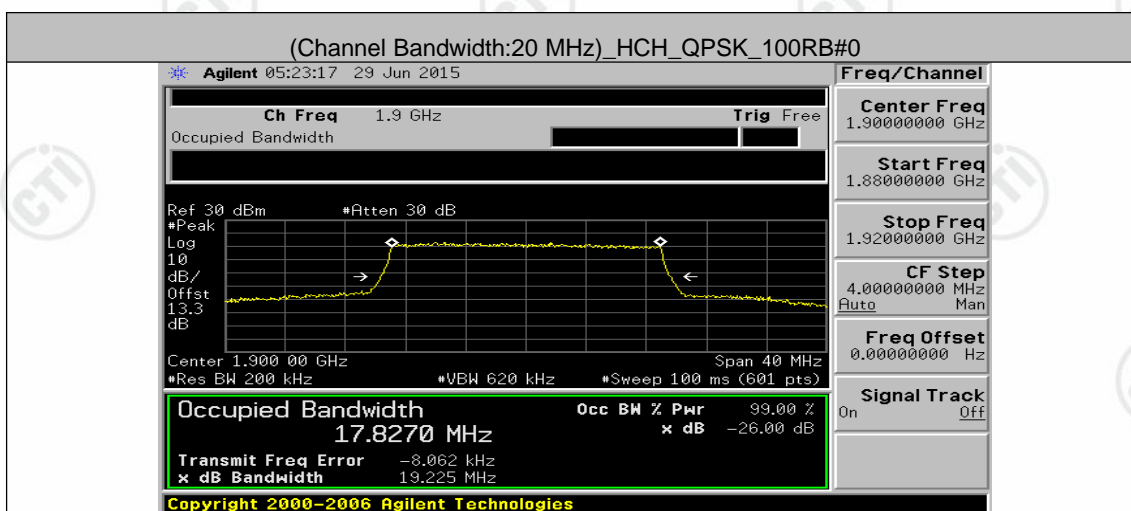 (Channel Bandwidth:20 MHz)_HCH_QPSK_100RB#0
Agilent 05:23:17 29 Jun 2015
Freq/Channel
Ch Freq 1.9 GHz Trig Free
Occupied Bandwidth
Center Freq
1.90000000 GHz
Start Freq
1.88000000 GHz
Stop Freq
1.92000000 GHz
CF Step
4.00000000 MHz
Auto Man
Freq Offset
0.00000000 Hz
Signal Track
On Off
Ref 30 dBm #Atten 30 dB
#Peak
Log
10
dB/
Offst
13.3
dB
Center 1.900 00 GHz Span 40 MHz
#Res BW 200 kHz #VBW 620 kHz #Sweep 100 ms (601 pts)
Occupied Bandwidth Occ BW % Pwr 99.00 %
17.8270 MHz x dB -26.00 dB
Transmit Freq Error -8.062 kHz
x dB Bandwidth 19.225 MHz
Copyright 2000-2006 Agilent Technologies
CTI
CTI